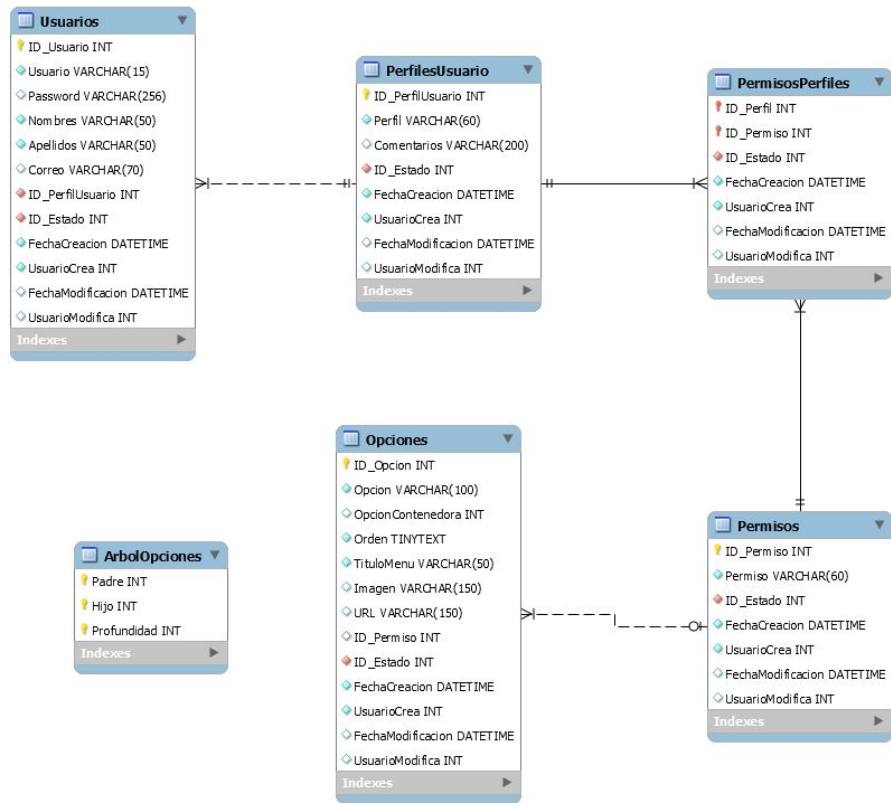 Usuarios
ID_Usuario INT
Usuario VARCHAR(15)
Password VARCHAR(256)
Nombres VARCHAR(50)
Apellidos VARCHAR(50)
Correo VARCHAR(70)
ID_PerfilUsuario INT
ID_Estado INT
FechaCreacion DATETIME
UsuarioCrea INT
FechaModificacion DATETIME
UsuarioModifica INT
Indexes
PerfilesUsuario
ID_PerfilUsuario INT
Perfil VARCHAR(60)
Comentarios VARCHAR(200)
ID_Estado INT
FechaCreacion DATETIME
UsuarioCrea INT
FechaModificacion DATETIME
UsuarioModifica INT
Indexes
PermisosPerfiles
ID_Perfil INT
ID_Permiso INT
ID_Estado INT
FechaCreacion DATETIME
UsuarioCrea INT
FechaModificacion DATETIME
UsuarioModifica INT
Indexes
ArbolOpciones
Padre INT
Hijo INT
Profundidad INT
Indexes
Opciones
ID_Opcion INT
Opcion VARCHAR(100)
OpcionContenedora INT
Orden TINYTEXT
TituloMenu VARCHAR(50)
Imagen VARCHAR(150)
URL VARCHAR(150)
ID_Permiso INT
ID_Estado INT
FechaCreacion DATETIME
UsuarioCrea INT
FechaModificacion DATETIME
UsuarioModifica INT
Indexes
Permisos
ID_Permiso INT
Permiso VARCHAR(60)
ID_Estado INT
FechaCreacion DATETIME
UsuarioCrea INT
FechaModificacion DATETIME
UsuarioModifica INT
Indexes